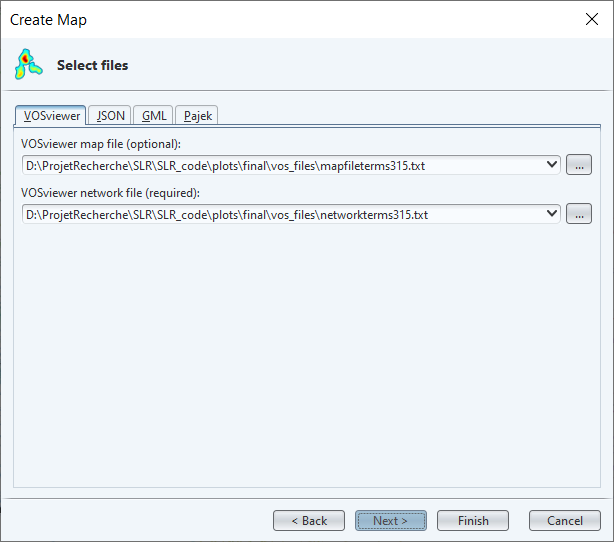 Create Map
Select files
VOSviewer JSON GML Pajek
VOSviewer map file (optional):
D:\ProjetRecherche\SLR\SLR_code\plots\final\vos_files\mapfileterms315.txt
...
VOSviewer network file (required):
D:\ProjetRecherche\SLR\SLR_code\plots\final\vos_files\networkterms315.txt
...
< Back Next > Finish Cancel